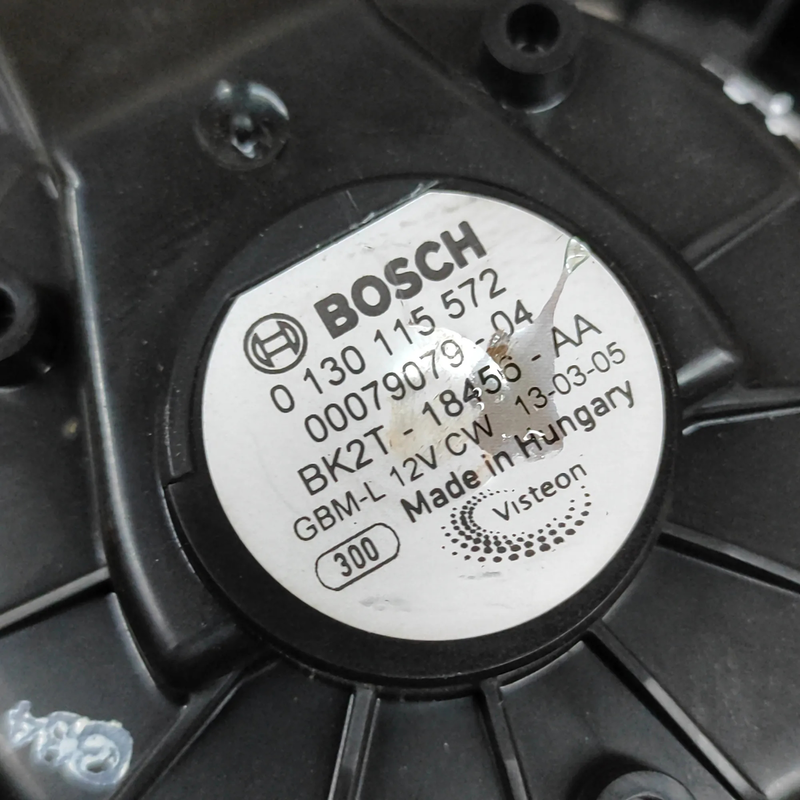 BOSCH
0 130 115 572
00079079-04
BK2T - 18456 - AA
GBM-L 12V CW 13-03-05
Made in Hungary
300
Visteon